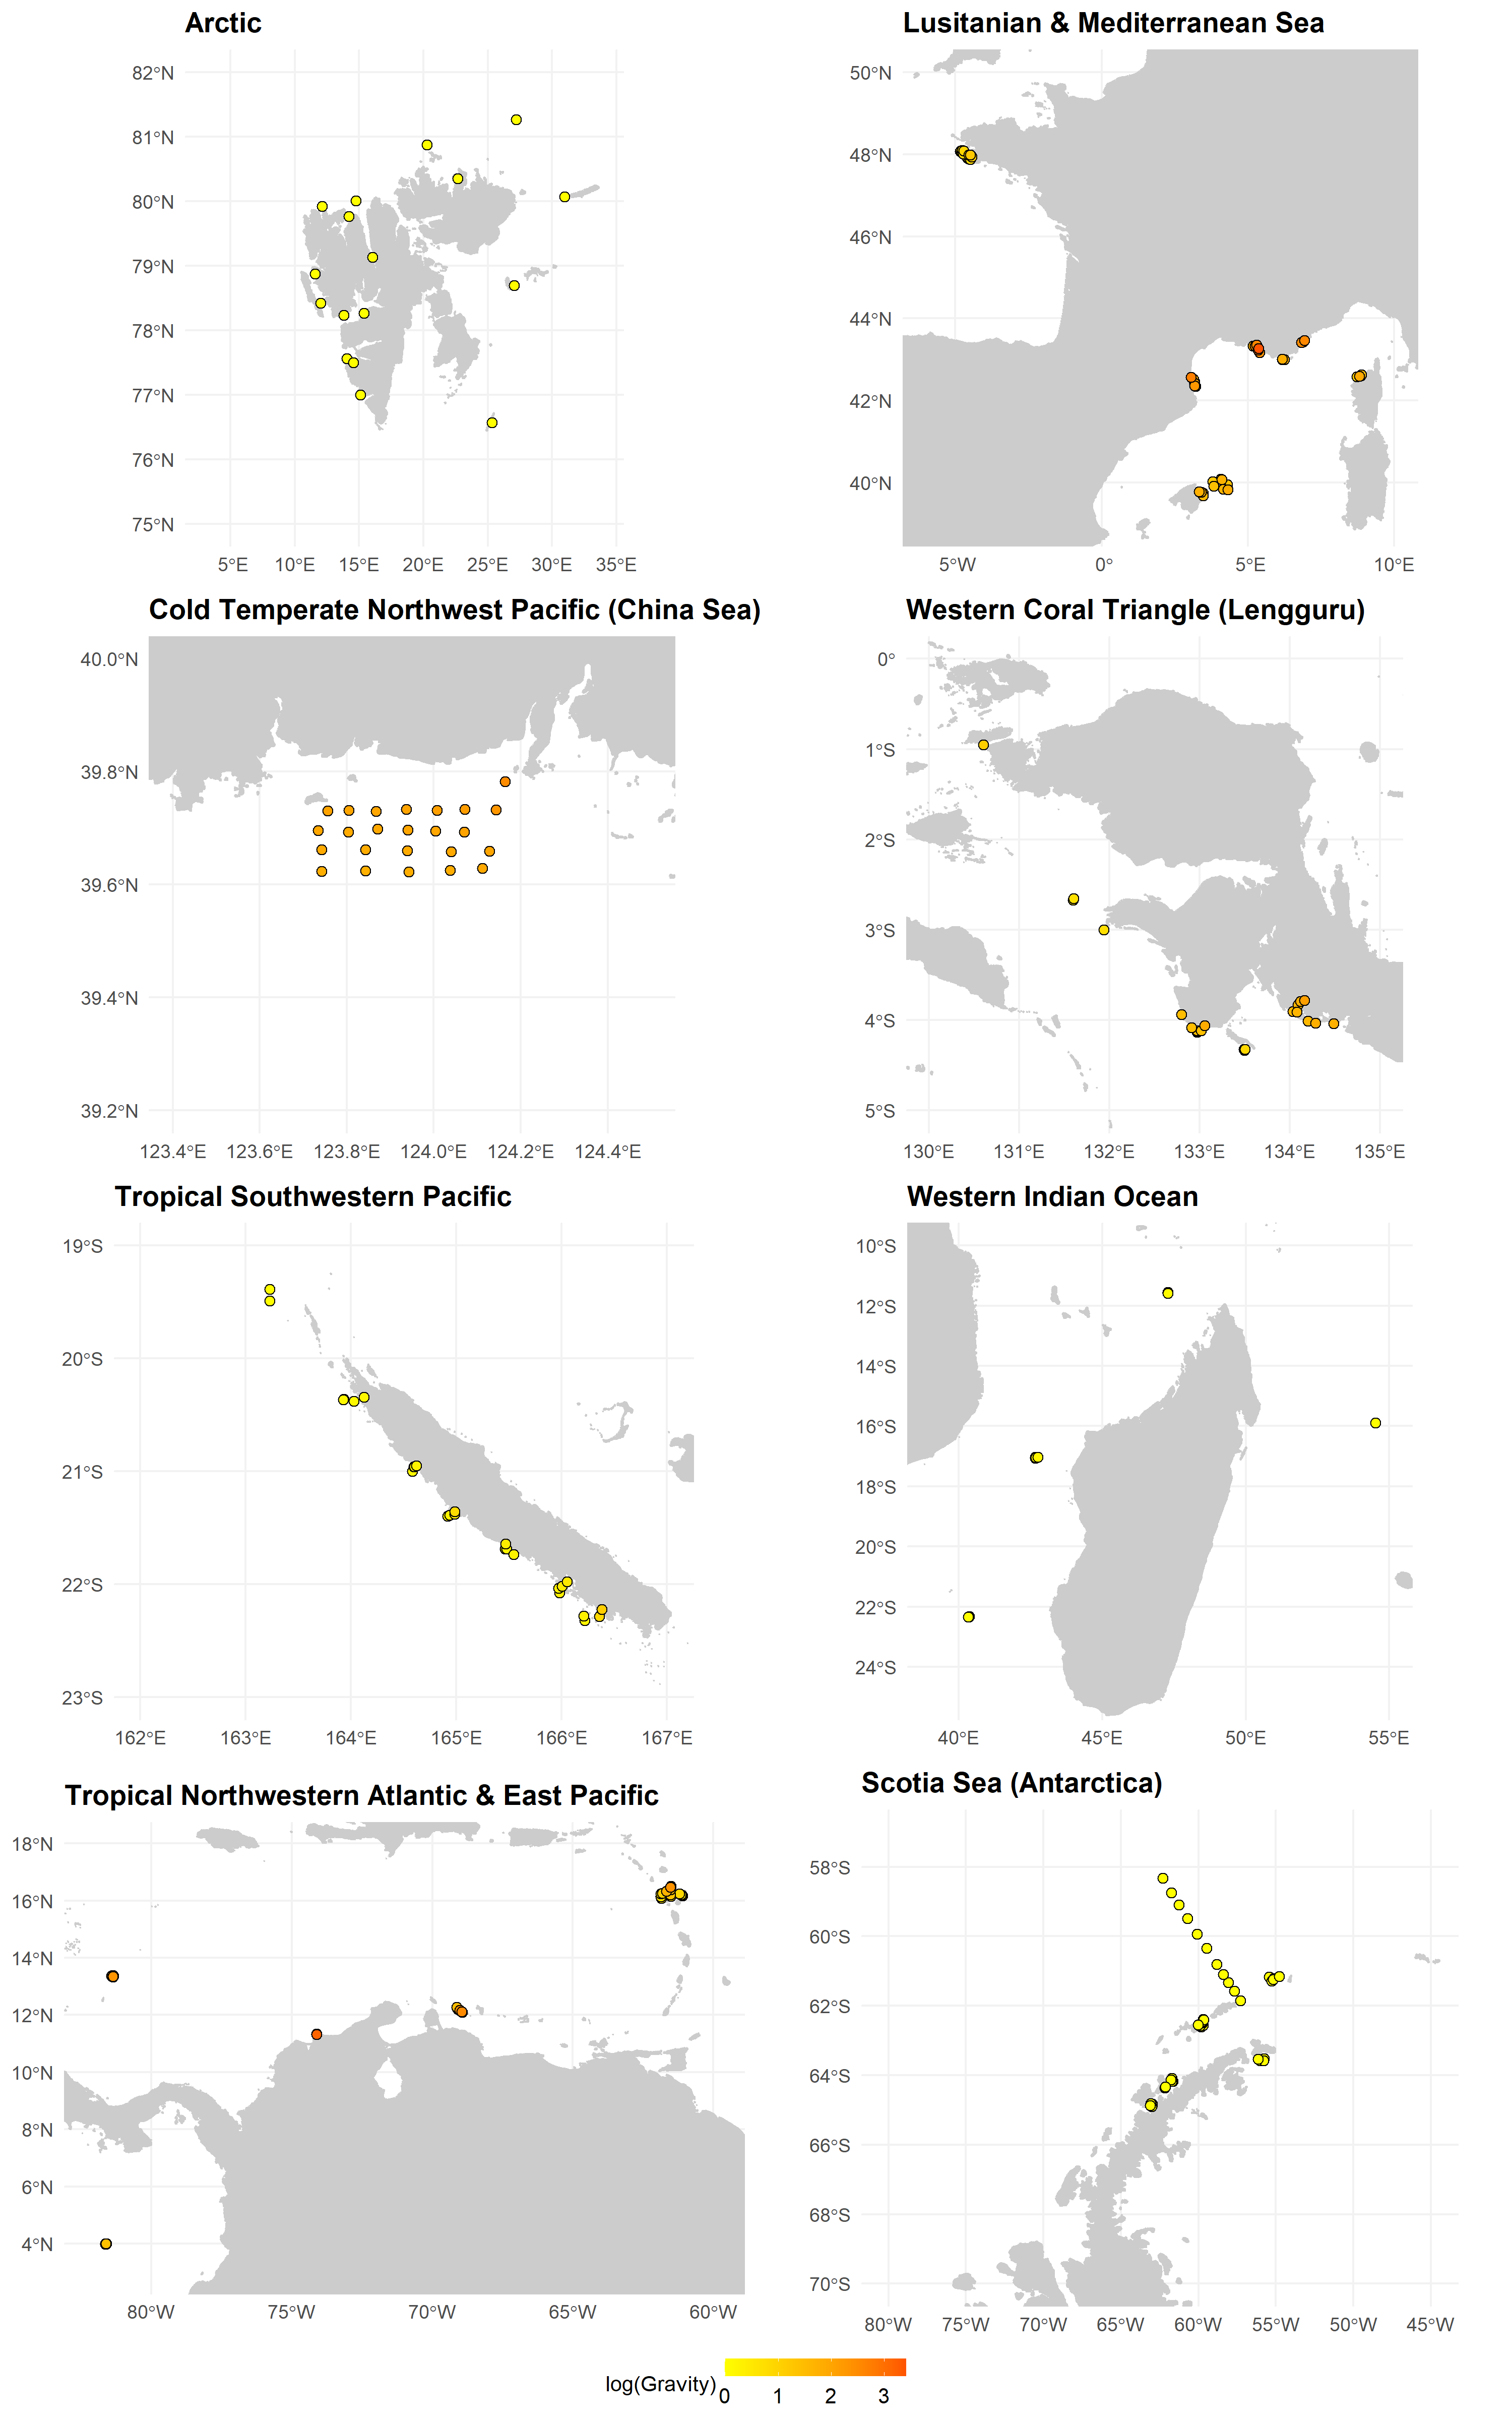 Arctic
82°N
81°N
80°N
79°N
78°N
77°N
76°N
75°N
5°E 10°E 15°E 20°E 25°E 30°E 35°E
Lusitanian & Mediterranean Sea
50°N
48°N
46°N
44°N
42°N
40°N
5°W 0° 5°E 10°E
Cold Temperate Northwest Pacific (China Sea)
40.0°N
39.8°N
39.6°N
39.4°N
39.2°N
123.4°E 123.6°E 123.8°E 124.0°E 124.2°E 124.4°E
Western Coral Triangle (Lengguru)
0°
1°S
2°S
3°S
4°S
5°S
130°E 131°E 132°E 133°E 134°E 135°E
Tropical Southwestern Pacific
19°S
20°S
21°S
22°S
23°S
162°E 163°E 164°E 165°E 166°E 167°E
Western Indian Ocean
10°S
12°S
14°S
16°S
18°S
20°S
22°S
24°S
40°E 45°E 50°E 55°E
Tropical Northwestern Atlantic & East Pacific
18°N
16°N
14°N
12°N
10°N
8°N
6°N
4°N
80°W 75°W 70°W 65°W 60°W
Scotia Sea (Antarctica)
58°S
60°S
62°S
64°S
66°S
68°S
70°S
80°W 75°W 70°W 65°W 60°W 55°W 50°W 45°W
log(Gravity)
0 1 2 3